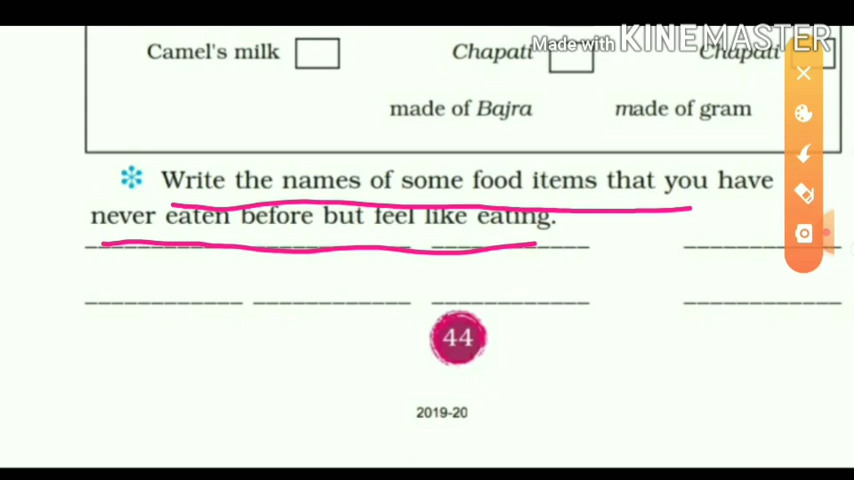 Made with KINEMASTER
Camel's milk Chapati Chapati
made of Bajra made of gram
Write the names of some food items that you have
never eaten before but feel like eating.
44
2019-20